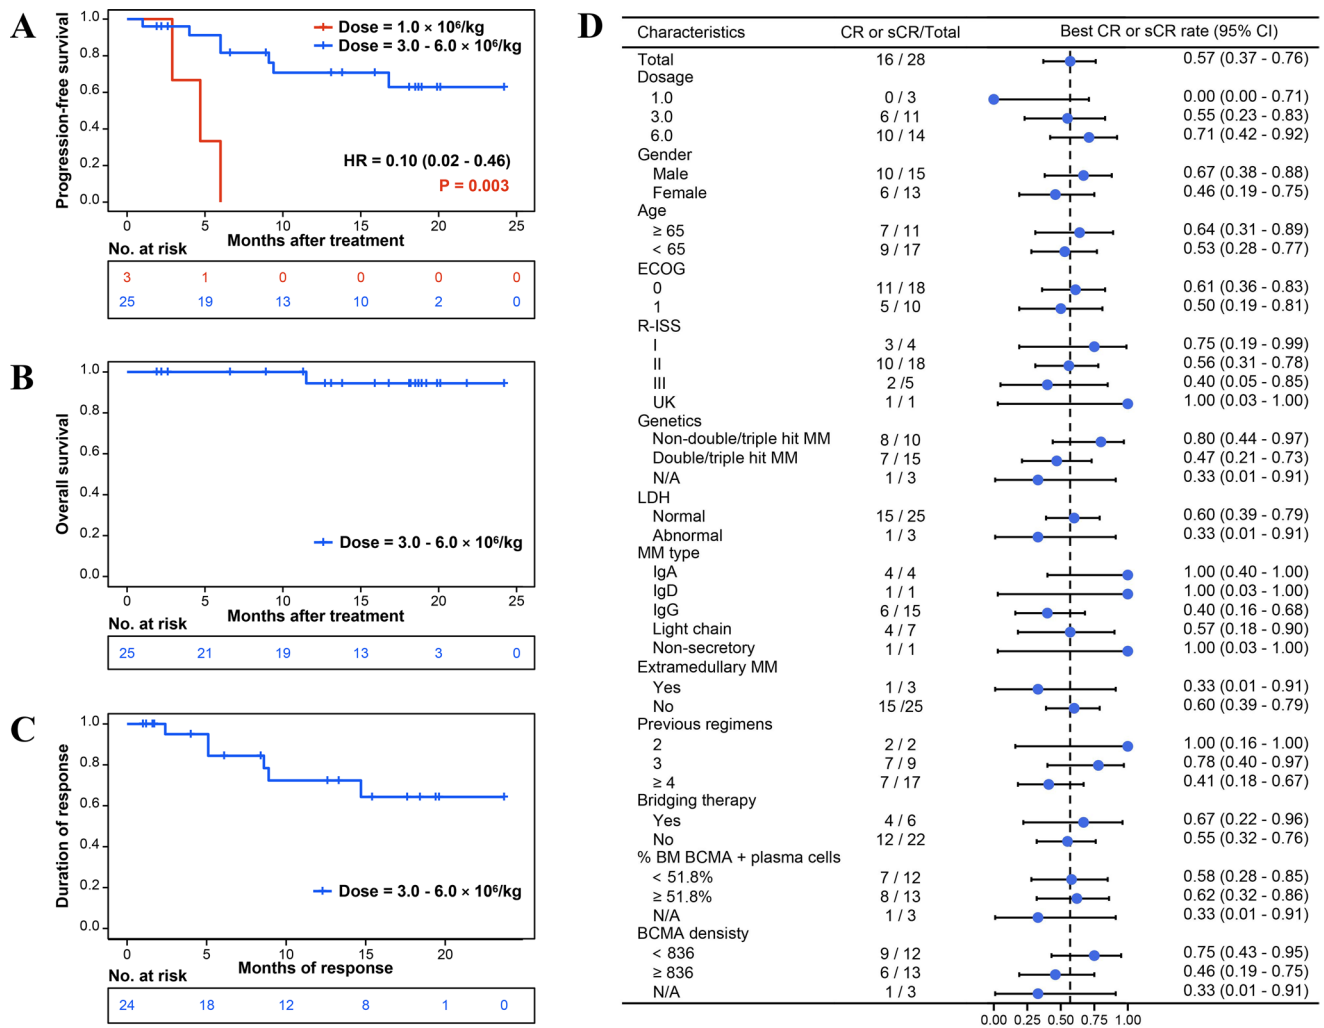 A
Progression-free survival
1.0
0.8
0.6
0.4
0.2
0.0
Dose = 1.0 × 10⁶/kg
Dose = 3.0 - 6.0 × 10⁶/kg
HR = 0.10 (0.02 - 0.46)
P = 0.003
0 5 10 15 20 25
Months after treatment
No. at risk
3 1 0 0 0 0
25 19 13 10 2 0
B
Overall survival
1.0
0.8
0.6
0.4
0.2
0.0
Dose = 3.0 - 6.0 × 10⁶/kg
0 5 10 15 20 25
Months after treatment
No. at risk
25 21 19 13 3 0
C
Duration of response
1.0
0.8
0.6
0.4
0.2
0.0
Dose = 3.0 - 6.0 × 10⁶/kg
0 5 10 15 20
Months of response
No. at risk
24 18 12 8 1 0
D
Characteristics CR or sCR/Total Best CR or sCR rate (95% CI)
Total 16 / 28 0.57 (0.37 - 0.76)
Dosage
1.0 0 / 3 0.00 (0.00 - 0.71)
3.0 6 / 11 0.55 (0.23 - 0.83)
6.0 10 / 14 0.71 (0.42 - 0.92)
Gender
Male 10 / 15 0.67 (0.38 - 0.88)
Female 6 / 13 0.46 (0.19 - 0.75)
Age
≥ 65 7 / 11 0.64 (0.31 - 0.89)
< 65 9 / 17 0.53 (0.28 - 0.77)
ECOG
0 11 / 18 0.61 (0.36 - 0.83)
1 5 / 10 0.50 (0.19 - 0.81)
R-ISS
I 3 / 4 0.75 (0.19 - 0.99)
II 10 / 18 0.56 (0.31 - 0.78)
III 2 /5 0.40 (0.05 - 0.85)
UK 1 / 1 1.00 (0.03 - 1.00)
Genetics
Non-double/triple hit MM 8 / 10 0.80 (0.44 - 0.97)
Double/triple hit MM 7 / 15 0.47 (0.21 - 0.73)
N/A 1 / 3 0.33 (0.01 - 0.91)
LDH
Normal 15 / 25 0.60 (0.39 - 0.79)
Abnormal 1 / 3 0.33 (0.01 - 0.91)
MM type
IgA 4 / 4 1.00 (0.40 - 1.00)
IgD 1 / 1 1.00 (0.03 - 1.00)
IgG 6 / 15 0.40 (0.16 - 0.68)
Light chain 4 / 7 0.57 (0.18 - 0.90)
Non-secretory 1 / 1 1.00 (0.03 - 1.00)
Extramedullary MM
Yes 1 / 3 0.33 (0.01 - 0.91)
No 15 /25 0.60 (0.39 - 0.79)
Previous regimens
2 2 / 2 1.00 (0.16 - 1.00)
3 7 / 9 0.78 (0.40 - 0.97)
≥ 4 7 / 17 0.41 (0.18 - 0.67)
Bridging therapy
Yes 4 / 6 0.67 (0.22 - 0.96)
No 12 / 22 0.55 (0.32 - 0.76)
% BM BCMA + plasma cells
< 51.8% 7 / 12 0.58 (0.28 - 0.85)
≥ 51.8% 8 / 13 0.62 (0.32 - 0.86)
N/A 1 / 3 0.33 (0.01 - 0.91)
BCMA densisty
< 836 9 / 12 0.75 (0.43 - 0.95)
≥ 836 6 / 13 0.46 (0.19 - 0.75)
N/A 1 / 3 0.33 (0.01 - 0.91)
0.00 0.25 0.50 0.75 1.00